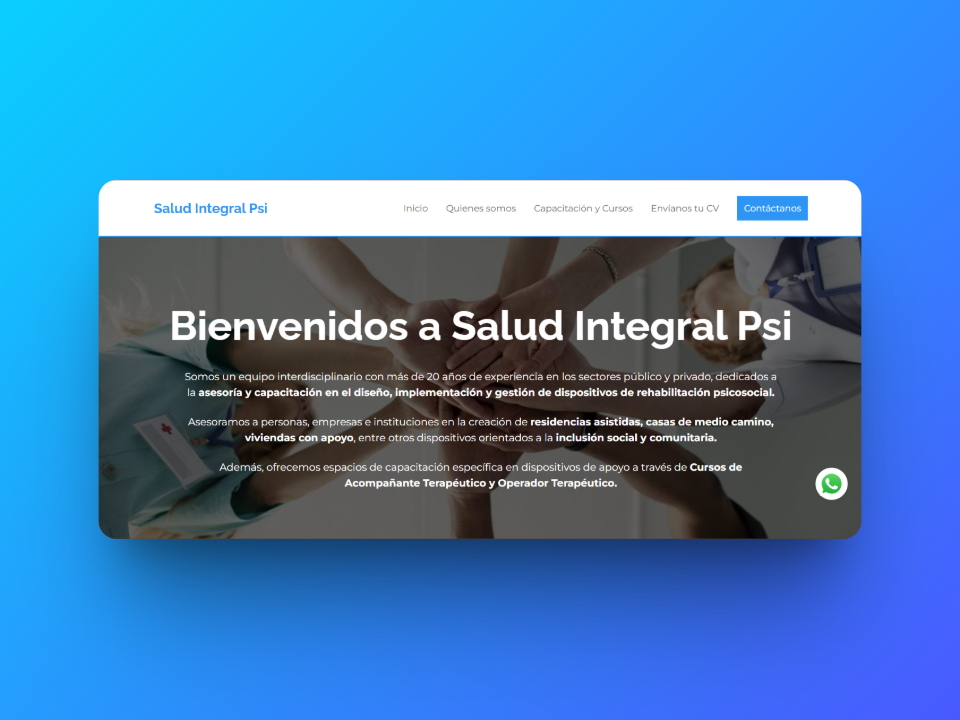 Salud Integral Psi
Inicio
Quienes somos
Capacitación y Cursos
Envíanos tu CV
Contáctanos
Bienvenidos a Salud Integral Psi
Somos un equipo interdisciplinario con más de 20 años de experiencia en los sectores público y privado, dedicados a
la asesoría y capacitación en el diseño, implementación y gestión de dispositivos de rehabilitación psicosocial.
Asesoramos a personas, empresas e instituciones en la creación de residencias asistidas, casas de medio camino,
viviendas con apoyo, entre otros dispositivos orientados a la inclusión social y comunitaria.
Además, ofrecemos espacios de capacitación específica en dispositivos de apoyo a través de Cursos de
Acompañante Terapéutico y Operador Terapéutico.